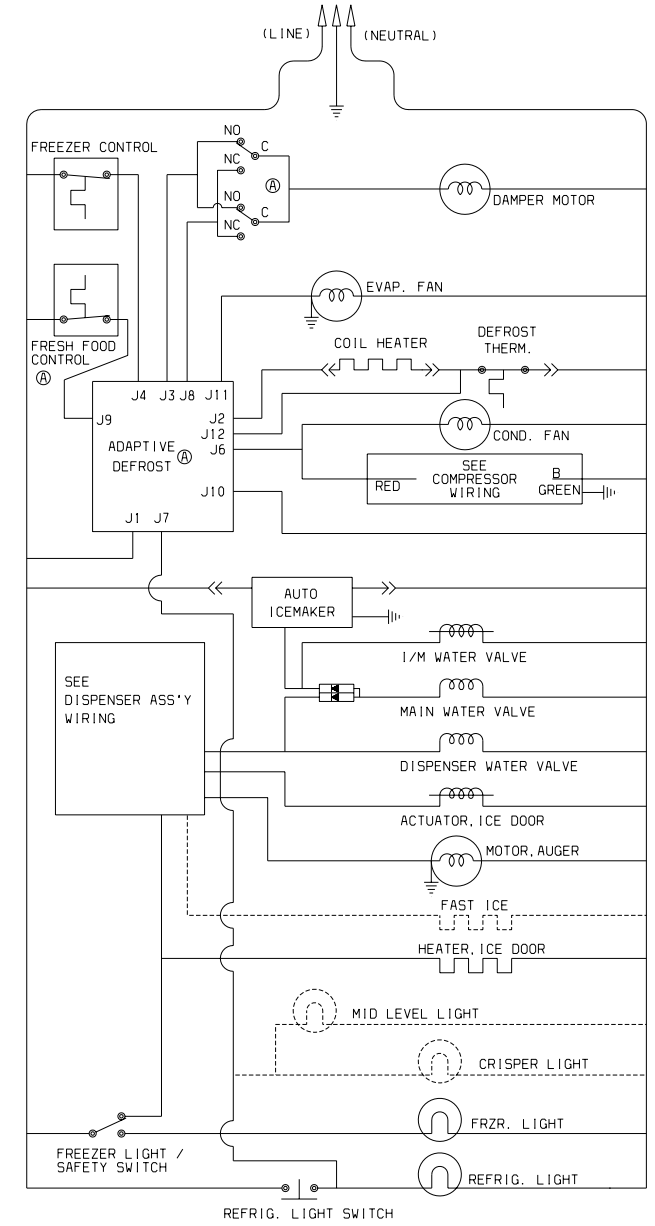 (LINE)
(NEUTRAL)
FREEZER CONTROL
NO
C
NC
A
NO
C
NC
DAMPER MOTOR
EVAP. FAN
FRESH FOOD
CONTROL
A
COIL HEATER
DEFROST
THERM.
J4 J3 J8 J11
J9
J2
J12
J6
ADAPTIVE
DEFROST
A
J10
J1 J7
COND. FAN
SEE
COMPRESSOR
WIRING
RED
B
GREEN
AUTO
ICEMAKER
I/M WATER VALVE
SEE
DISPENSER ASS'Y
WIRING
MAIN WATER VALVE
DISPENSER WATER VALVE
ACTUATOR,ICE DOOR
MOTOR,AUGER
FAST ICE
HEATER,ICE DOOR
MID LEVEL LIGHT
CRISPER LIGHT
FRZR. LIGHT
FREEZER LIGHT /
SAFETY SWITCH
REFRIG. LIGHT
REFRIG. LIGHT SWITCH